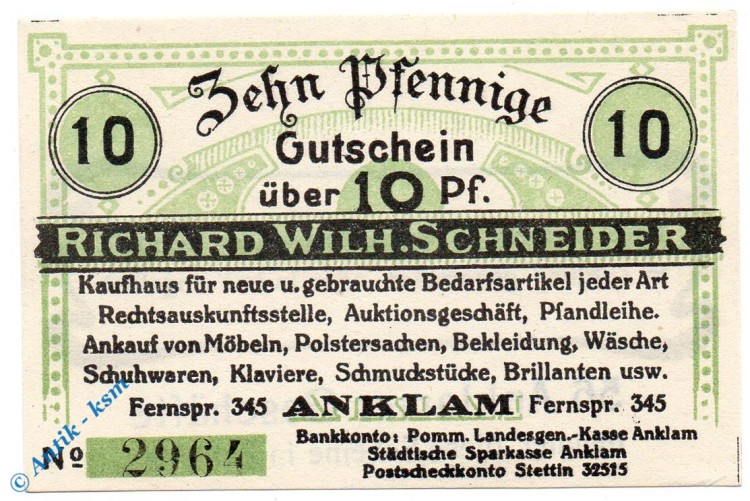 Zehn Pfennige
10
10
Gutschein
über 10 Pf.
RICHARD WILH. SCHNEIDER
Kaufhaus für neue u. gebrauchte Bedarfsartikel jeder Art
Rechtsauskunftsstelle, Auktionsgeschäft, Pfandleihe.
Ankauf von Möbeln, Polstersachen, Bekleidung, Wäsche,
Schuhwaren, Klaviere, Schmuckstücke, Brillanten usw.
Fernspr. 345 ANKLAM Fernspr. 345
Bankkonto: Pomm. Landesgen.-Kasse Anklam
Städtische Sparkasse Anklam
Postscheckkonto Stettin 32515
No 2964
© Antik - ksm